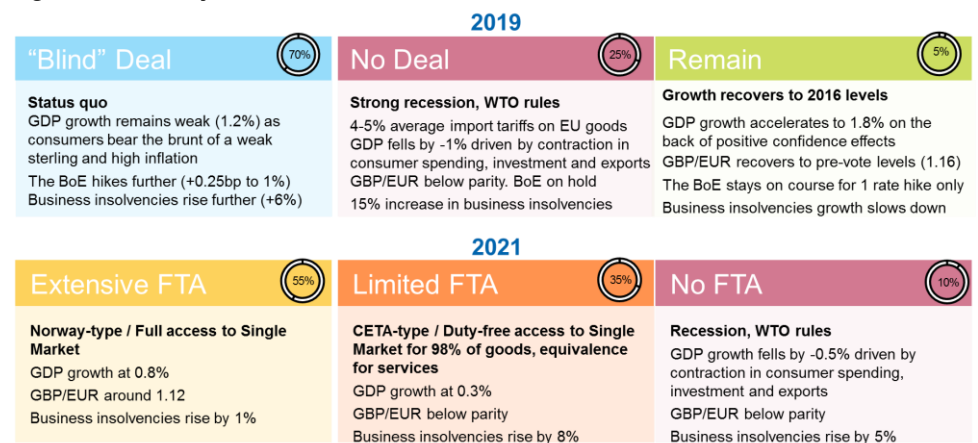 2019
“Blind” Deal
70%
Status quo
GDP growth remains weak (1.2%) as
consumers bear the brunt of a weak
sterling and high inflation
The BoE hikes further (+0.25bp to 1%)
Business insolvencies rise further (+6%)
No Deal
25%
Strong recession, WTO rules
4-5% average import tariffs on EU goods
GDP fells by -1% driven by contraction in
consumer spending, investment and exports
GBP/EUR below parity. BoE on hold
15% increase in business insolvencies
Remain
5%
Growth recovers to 2016 levels
GDP growth accelerates to 1.8% on the
back of positive confidence effects
GBP/EUR recovers to pre-vote levels (1.16)
The BoE stays on course for 1 rate hike only
Business insolvencies growth slows down
2021
Extensive FTA
55%
Norway-type / Full access to Single
Market
GDP growth at 0.8%
GBP/EUR around 1.12
Business insolvencies rise by 1%
Limited FTA
35%
CETA-type / Duty-free access to Single
Market for 98% of goods, equivalence
for services
GDP growth at 0.3%
GBP/EUR below parity
Business insolvencies rise by 8%
No FTA
10%
Recession, WTO rules
GDP growth fells by -0.5% driven by
contraction in consumer spending,
investment and exports
GBP/EUR below parity
Business insolvencies rise by 5%